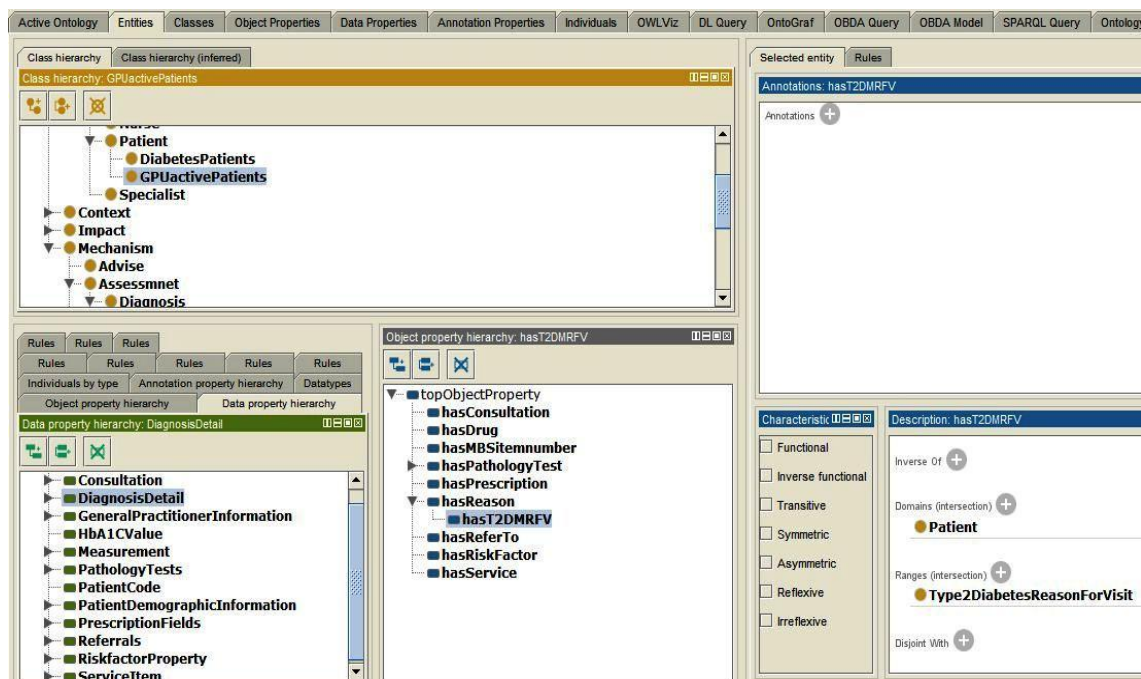 Active Ontology Entities Classes Object Properties Data Properties Annotation Properties Individuals OWLViz DL Query OntoGraf OBDA Query OBDA Model SPARQL Query Ontology
Class hierarchy Class hierarchy (inferred)
Class hierarchy: GPUactivePatients
Nurse
Patient
DiabetesPatients
GPUactivePatients
Specialist
Context
Impact
Mechanism
Advise
Assessmnet
Diagnosis
Rules Rules Rules
Rules Rules Rules Rules Rules
Individuals by type Annotation property hierarchy Datatypes
Object property hierarchy Data property hierarchy
Data property hierarchy: DiagnosisDetail
Consultation
DiagnosisDetail
GeneralPractitionerInformation
HbA1CValue
Measurement
PathologyTests
PatientCode
PatientDemographicInformation
PrescriptionFields
Referrals
RiskfactorProperty
ServiceItem
Object property hierarchy: hasT2DMRFV
topObjectProperty
hasConsultation
hasDrug
hasMBSitemnumber
hasPathologyTest
hasPrescription
hasReason
hasT2DMRFV
hasReferTo
hasRiskFactor
hasService
Selected entity Rules
Annotations: hasT2DMRFV
Annotations
Characteristic
Functional
Inverse functional
Transitive
Symmetric
Asymmetric
Reflexive
Irreflexive
Description: hasT2DMRFV
Inverse Of
Domains (intersection)
Patient
Ranges (intersection)
Type2DiabetesReasonForVisit
Disjoint With